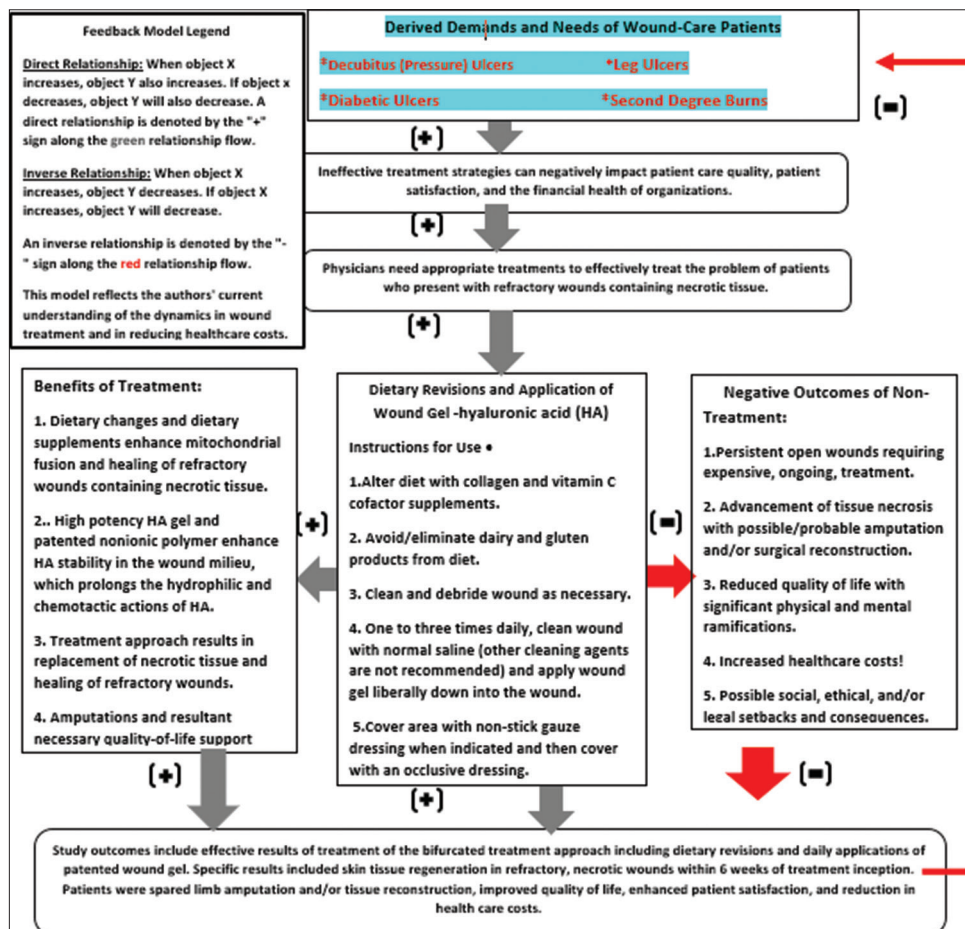 Feedback Model Legend
Direct Relationship: When object X
increases, object Y also increases. If object x
decreases, object Y will also decrease. A
direct relationship is denoted by the "+"
sign along the green relationship flow.
Inverse Relationship: When object X
increases, object Y decreases. If object X
increases, object Y will decrease.
An inverse relationship is denoted by the "-
" sign along the red relationship flow.
This model reflects the authors' current
understanding of the dynamics in wound
treatment and in reducing healthcare costs.
Derived Demands and Needs of Wound-Care Patients
*Decubitus (Pressure) Ulcers *Leg Ulcers
*Diabetic Ulcers *Second Degree Burns
(-)
(+)
Ineffective treatment strategies can negatively impact patient care quality, patient
satisfaction, and the financial health of organizations.
(+)
Physicians need appropriate treatments to effectively treat the problem of patients
who present with refractory wounds containing necrotic tissue.
(+)
Benefits of Treatment:
1. Dietary changes and dietary
supplements enhance mitochondrial
fusion and healing of refractory
wounds containing necrotic tissue.
2.. High potency HA gel and
patented nonionic polymer enhance
HA stability in the wound milieu,
which prolongs the hydrophilic and
chemotactic actions of HA.
3. Treatment approach results in
replacement of necrotic tissue and
healing of refractory wounds.
4. Amputations and resultant
necessary quality-of-life support
(+)
Dietary Revisions and Application of
Wound Gel -hyaluronic acid (HA)
Instructions for Use •
1.Alter diet with collagen and vitamin C
cofactor supplements.
2. Avoid/eliminate dairy and gluten
products from diet.
3. Clean and debride wound as necessary.
4. One to three times daily, clean wound
with normal saline (other cleaning agents
are not recommended) and apply wound
gel liberally down into the wound.
5.Cover area with non-stick gauze
dressing when indicated and then cover
with an occlusive dressing.
(-)
Negative Outcomes of Non-
Treatment:
1.Persistent open wounds requiring
expensive, ongoing, treatment.
2. Advancement of tissue necrosis
with possible/probable amputation
and/or surgical reconstruction.
3. Reduced quality of life with
significant physical and mental
ramifications.
4. Increased healthcare costs!
5. Possible social, ethical, and/or
legal setbacks and consequences.
(+)
(+)
(-)
Study outcomes include effective results of treatment of the bifurcated treatment approach including dietary revisions and daily applications of
patented wound gel. Specific results included skin tissue regeneration in refractory, necrotic wounds within 6 weeks of treatment inception.
Patients were spared limb amputation and/or tissue reconstruction, improved quality of life, enhanced patient satisfaction, and reduction in
health care costs.